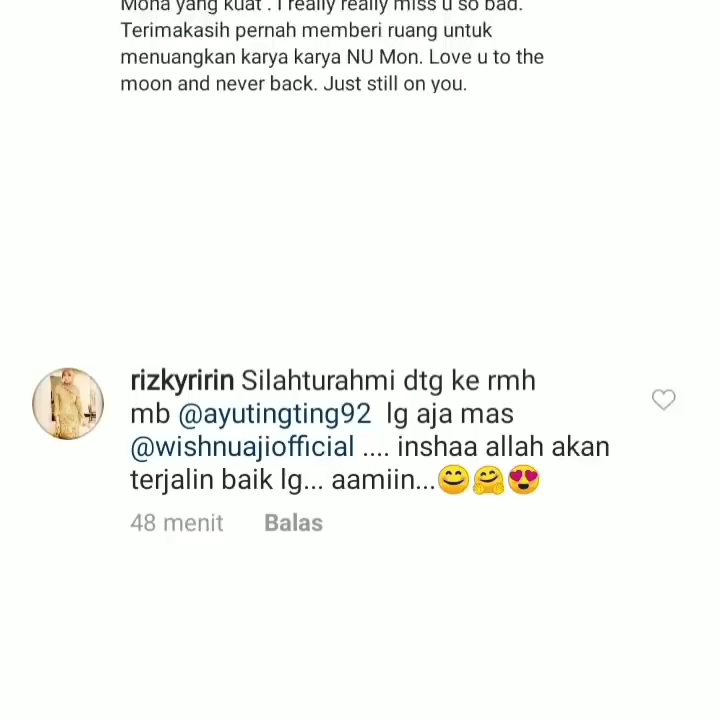 Mona yang kuat . I really really miss u so bad.
Terimakasih pernah memberi ruang untuk
menuangkan karya karya NU Mon. Love u to the
moon and never back. Just still on you.
rizkyririn Silahturahmi dtg ke rmh
mb @ayutingting92 lg aja mas
@wishnuajiofficial .... inshaa allah akan
terjalin baik lg... aamiin...😊🤗😍
48 menit Balas